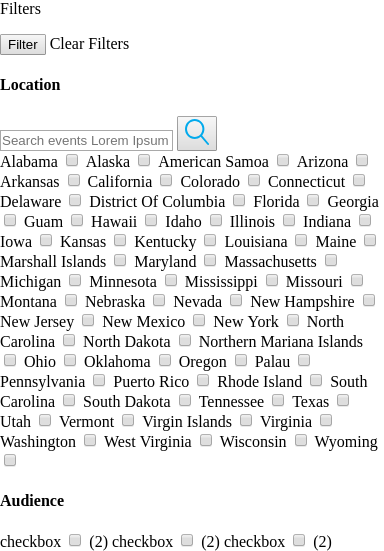 Filters
Filter Clear Filters
Location
Search events Lorem Ipsum
Alabama Alaska American Samoa Arizona
Arkansas California Colorado Connecticut
Delaware District Of Columbia Florida Georgia
Guam Hawaii Idaho Illinois Indiana
Iowa Kansas Kentucky Louisiana Maine
Marshall Islands Maryland Massachusetts
Michigan Minnesota Mississippi Missouri
Montana Nebraska Nevada New Hampshire
New Jersey New Mexico New York North
Carolina North Dakota Northern Mariana Islands
Ohio Oklahoma Oregon Palau
Pennsylvania Puerto Rico Rhode Island South
Carolina South Dakota Tennessee Texas
Utah Vermont Virgin Islands Virginia
Washington West Virginia Wisconsin Wyoming
Audience
checkbox (2) checkbox (2) checkbox (2)